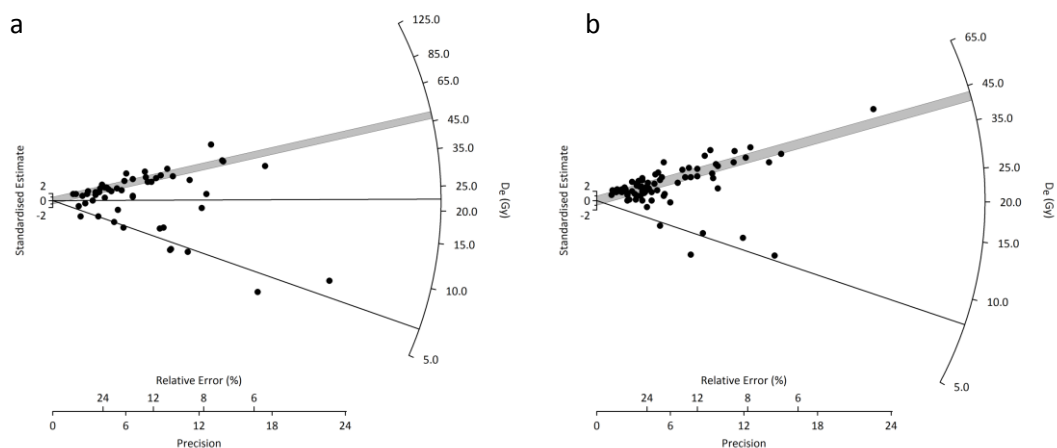 a
125.0
85.0
65.0
45.0
35.0
25.0
20.0
15.0
10.0
5.0
De (Gy)
Standardised Estimate
2
0
-2
Relative Error (%)
24 12 8 6
0 6 12 18 24
Precision
b
65.0
45.0
35.0
25.0
20.0
15.0
10.0
5.0
De (Gy)
Standardised Estimate
2
0
-2
Relative Error (%)
24 12 8 6
0 6 12 18 24
Precision